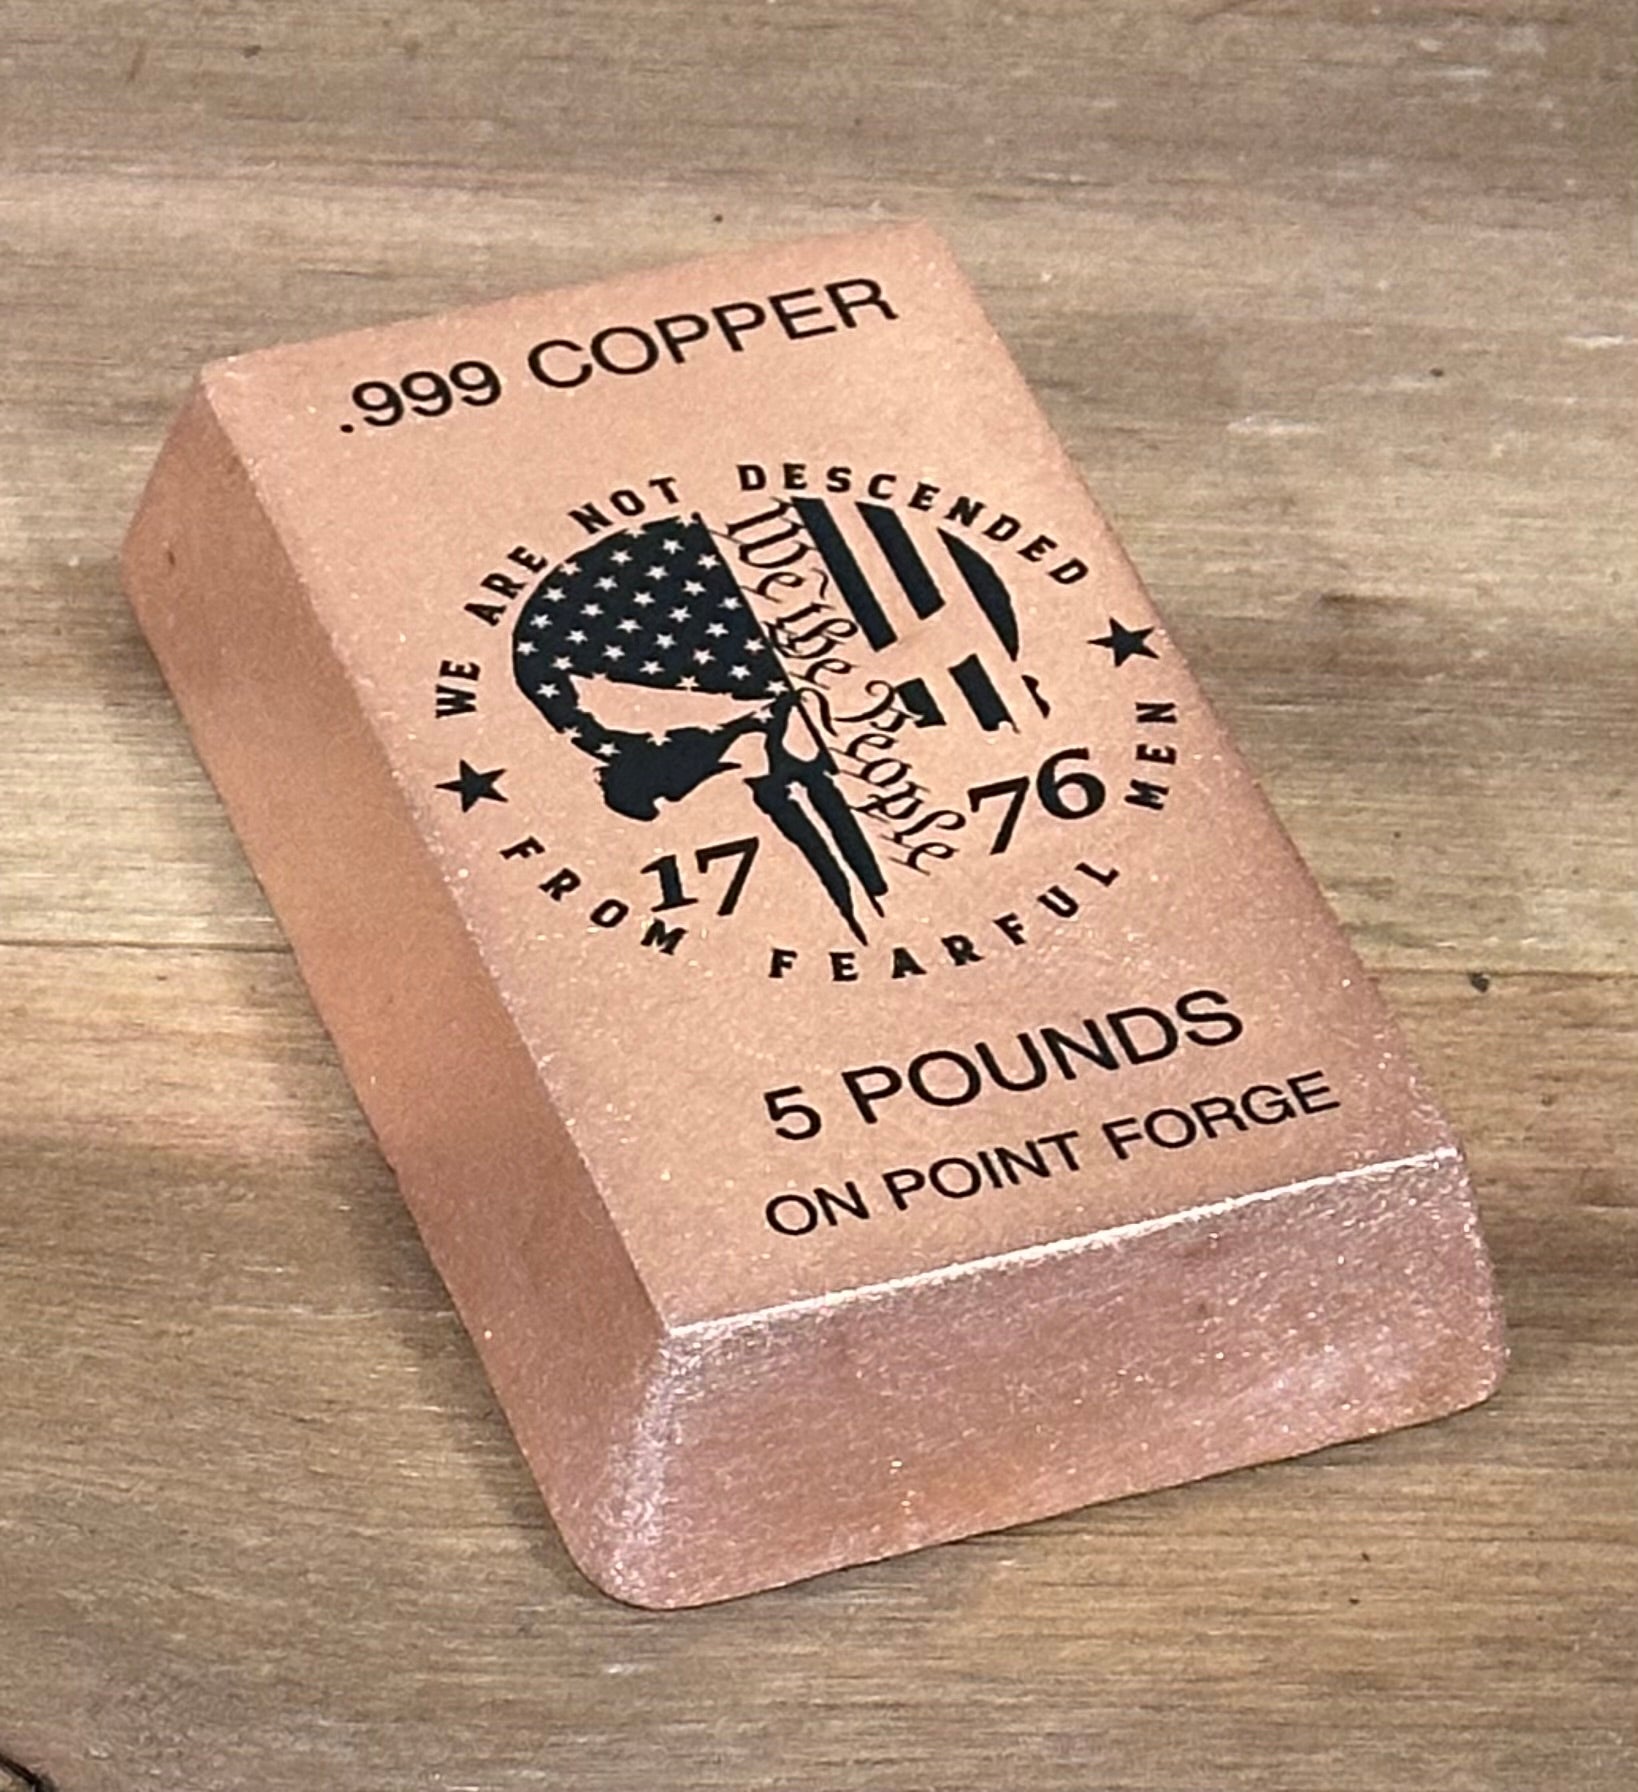 .999 COPPER
WE ARE NOT DESCENDED
We the People
17 76
FROM FEARFUL MEN
5 POUNDS
ON POINT FORGE